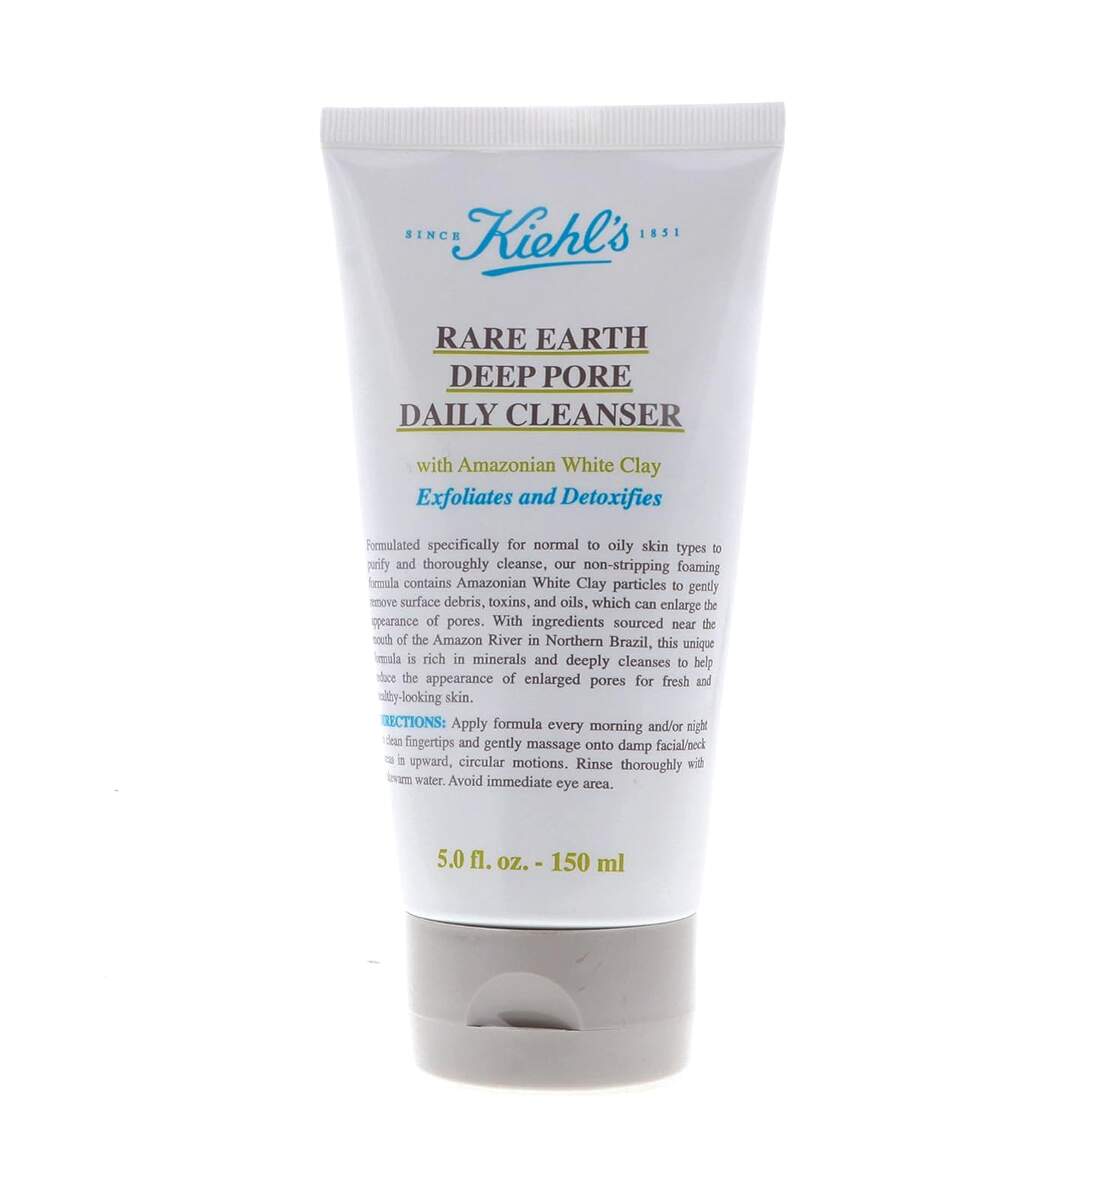 SINCE Kiehl's 1851
RARE EARTH
DEEP PORE
DAILY CLEANSER
with Amazonian White Clay
Exfoliates and Detoxifies
Formulated specifically for normal to oily skin types to
purify and thoroughly cleanse, our non-stripping foaming
formula contains Amazonian White Clay particles to gently
remove surface debris, toxins, and oils, which can enlarge the
appearance of pores. With ingredients sourced near the
mouth of the Amazon River in Northern Brazil, this unique
formula is rich in minerals and deeply cleanses to help
reduce the appearance of enlarged pores for fresh and
healthy-looking skin.
DIRECTIONS: Apply formula every morning and/or night
clean fingertips and gently massage onto damp facial/neck
areas in upward, circular motions. Rinse thoroughly with
water. Avoid immediate eye area.
5.0 fl. oz. - 150 ml